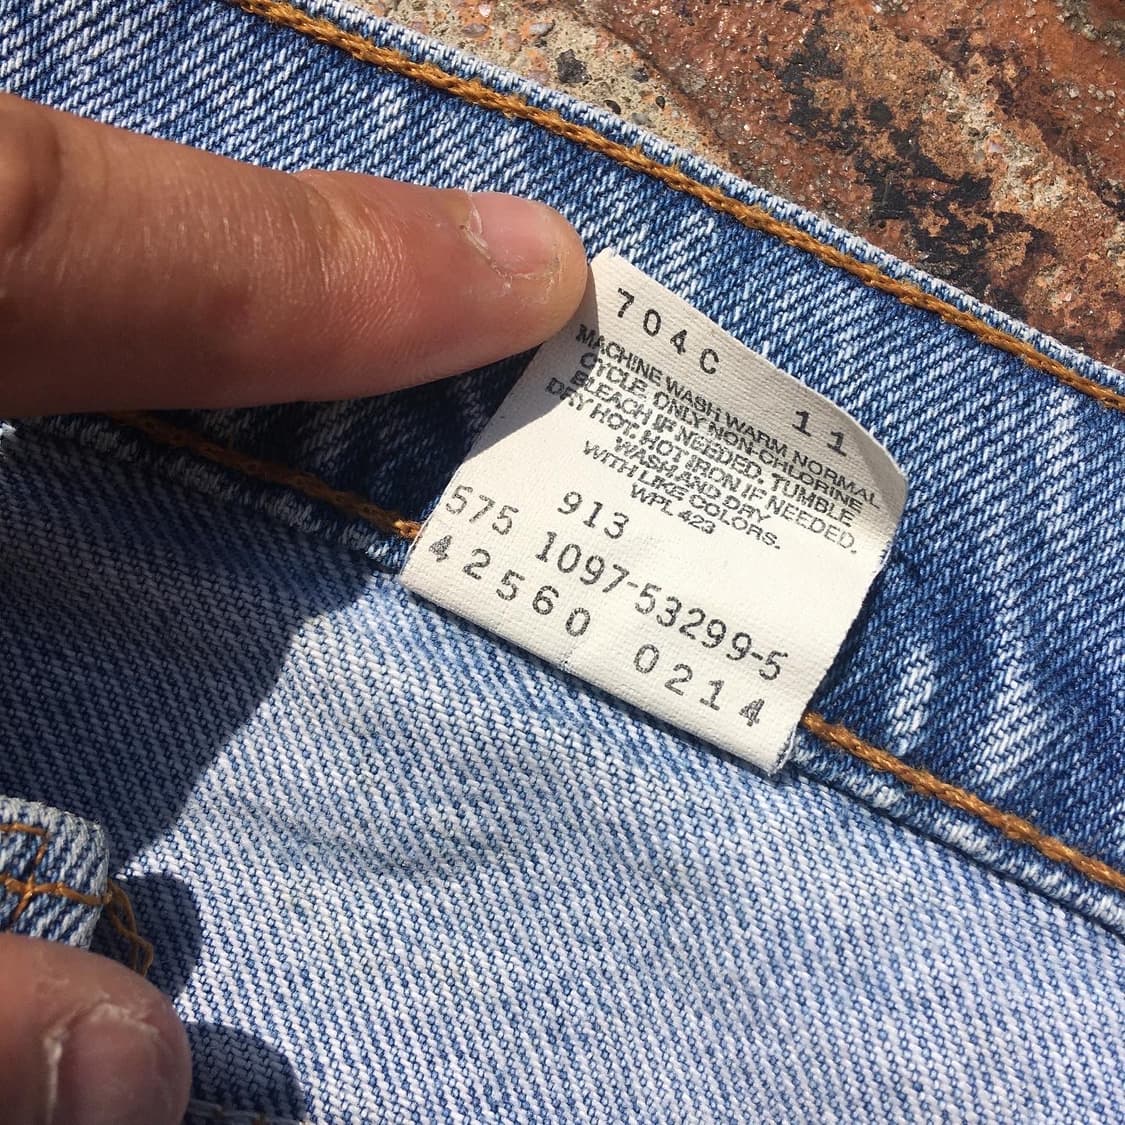 704C 11
MACHINE WASH WARM, NORMAL
CYCLE. ONLY NON-CHLORINE
BLEACH IF NEEDED. TUMBLE
DRY HOT. HOT IRON IF NEEDED.
WASH AND DRY
WITH LIKE COLORS.
WPL 423
575 913
1097-53299-5
42560 0214